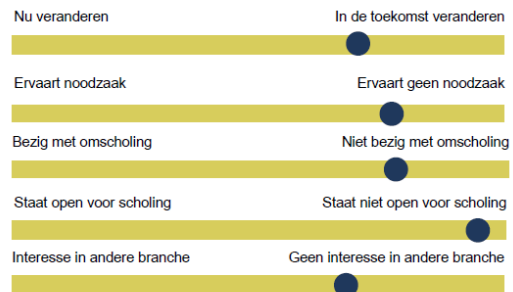 Nu veranderen In de toekomst veranderen
Ervaart noodzaak Ervaart geen noodzaak
Bezig met omscholing Niet bezig met omscholing
Staat open voor scholing Staat niet open voor scholing
Interesse in andere branche Geen interesse in andere branche